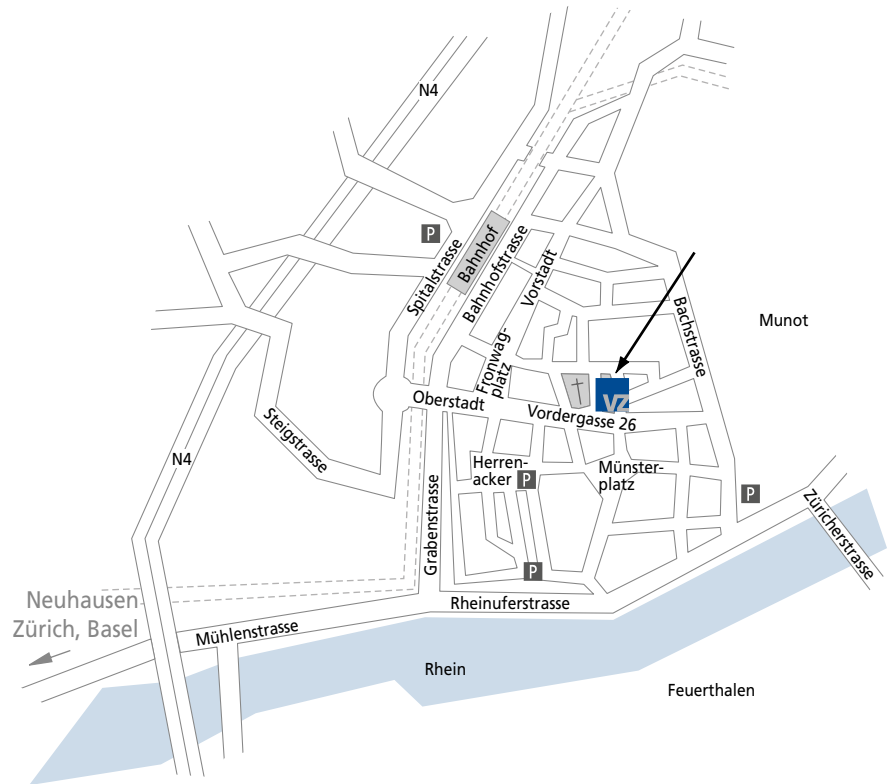 N4
P
Spitalstrasse
Bahnhof
Bahnhofstrasse
Vorstadt
Bachstrasse
Munot
Fronwag-
platz
Oberstadt
VZ
Vordergasse 26
Steigstrasse
N4
Herren-
acker
P
Münster-
platz
P
Grabenstrasse
Zürcherstrasse
P
Neuhausen
Zürich, Basel
Rheinuferstrasse
Mühlenstrasse
Rhein
Feuerthalen